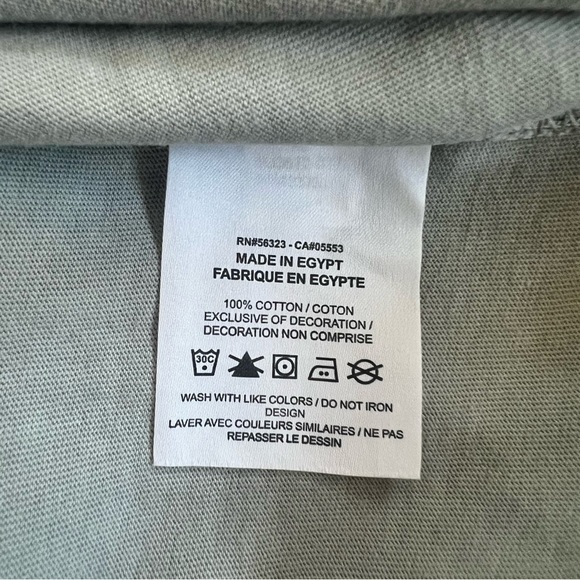 RN#56323 - CA#05553
MADE IN EGYPT
FABRIQUE EN EGYPTE
100% COTTON / COTON
EXCLUSIVE OF DECORATION /
DECORATION NON COMPRISE
30C
WASH WITH LIKE COLORS / DO NOT IRON
DESIGN
LAVER AVEC COULEURS SIMILAIRES / NE PAS
REPASSER LE DESSIN